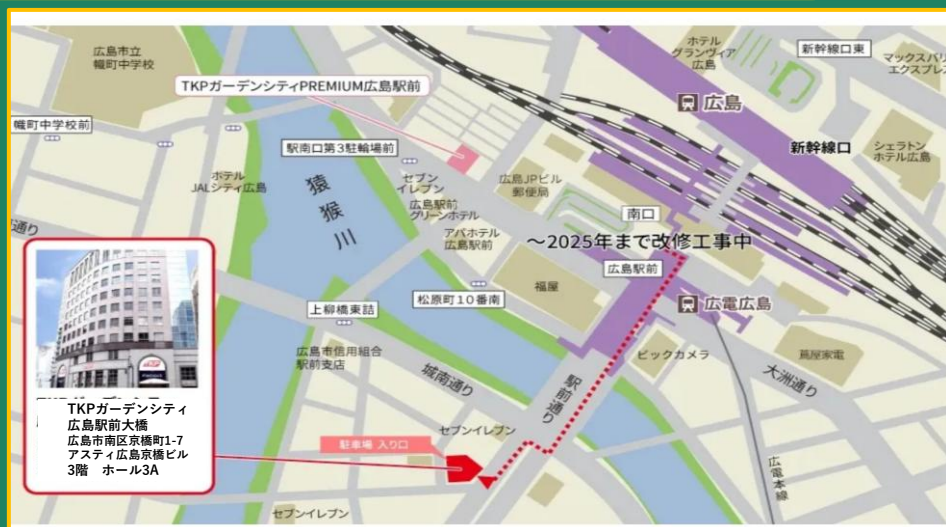 広島市立
幟町中学校
TKPガーデンシティPREMIUM広島駅前
ホテル
グランヴィア
広島
新幹線口東
マックスバリ
エクスプレス
広島
幟町中学校前
駅南口第3駐輪場前
新幹線口
シェラトン
ホテル広島
ホテル
JALシティ広島
猿猴川
セブン
イレブン
広島駅前
グリーンホテル
広島JPビル
郵便局
南口
アパホテル
広島駅前
～2025年まで改修工事中
通り
広島駅前
福屋
松原町10番南
広電広島
上柳橋東詰
広島市信用組合
駅前支店
城南通り
駅前通り
ビックカメラ
蔦屋家電
大洲通り
TKPガーデンシティ
広島駅前大橋
広島市南区京橋町1-7
アスティ広島京橋ビル
3階 ホール3A
セブンイレブン
駐車場 入り口
広電本線
セブンイレブン